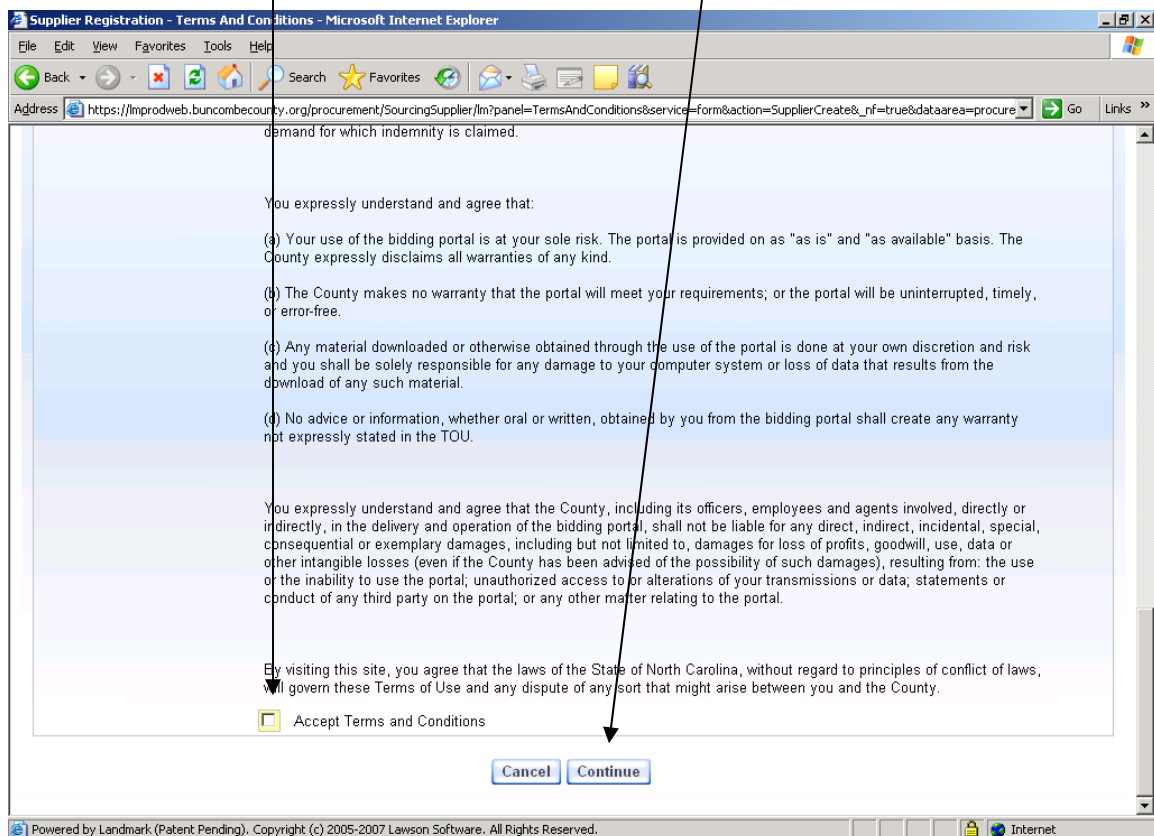 Supplier Registration - Terms And Conditions - Microsoft Internet Explorer
File Edit View Favorites Tools Help
Back Search Favorites
Address https://lmprodweb.buncombecounty.org/procurement/SourcingSupplier/lm?panel=TermsAndConditions&service=form&action=SupplierCreate&_nf=true&dataarea=procure Go Links »
demand for which indemnity is claimed.
You expressly understand and agree that:
(a) Your use of the bidding portal is at your sole risk. The portal is provided on as "as is" and "as available" basis. The
County expressly disclaims all warranties of any kind.
(b) The County makes no warranty that the portal will meet your requirements; or the portal will be uninterrupted, timely,
or error-free.
(c) Any material downloaded or otherwise obtained through the use of the portal is done at your own discretion and risk
and you shall be solely responsible for any damage to your computer system or loss of data that results from the
download of any such material.
(d) No advice or information, whether oral or written, obtained by you from the bidding portal shall create any warranty
not expressly stated in the TOU.
You expressly understand and agree that the County, including its officers, employees and agents involved, directly or
indirectly, in the delivery and operation of the bidding portal, shall not be liable for any direct, indirect, incidental, special,
consequential or exemplary damages, including but not limited to, damages for loss of profits, goodwill, use, data or
other intangible losses (even if the County has been advised of the possibility of such damages), resulting from: the use
or the inability to use the portal; unauthorized access to or alterations of your transmissions or data; statements or
conduct of any third party on the portal; or any other matter relating to the portal.
By visiting this site, you agree that the laws of the State of North Carolina, without regard to principles of conflict of laws,
will govern these Terms of Use and any dispute of any sort that might arise between you and the County.
Accept Terms and Conditions
Cancel Continue
Powered by Landmark (Patent Pending). Copyright (c) 2005-2007 Lawson Software. All Rights Reserved. Internet